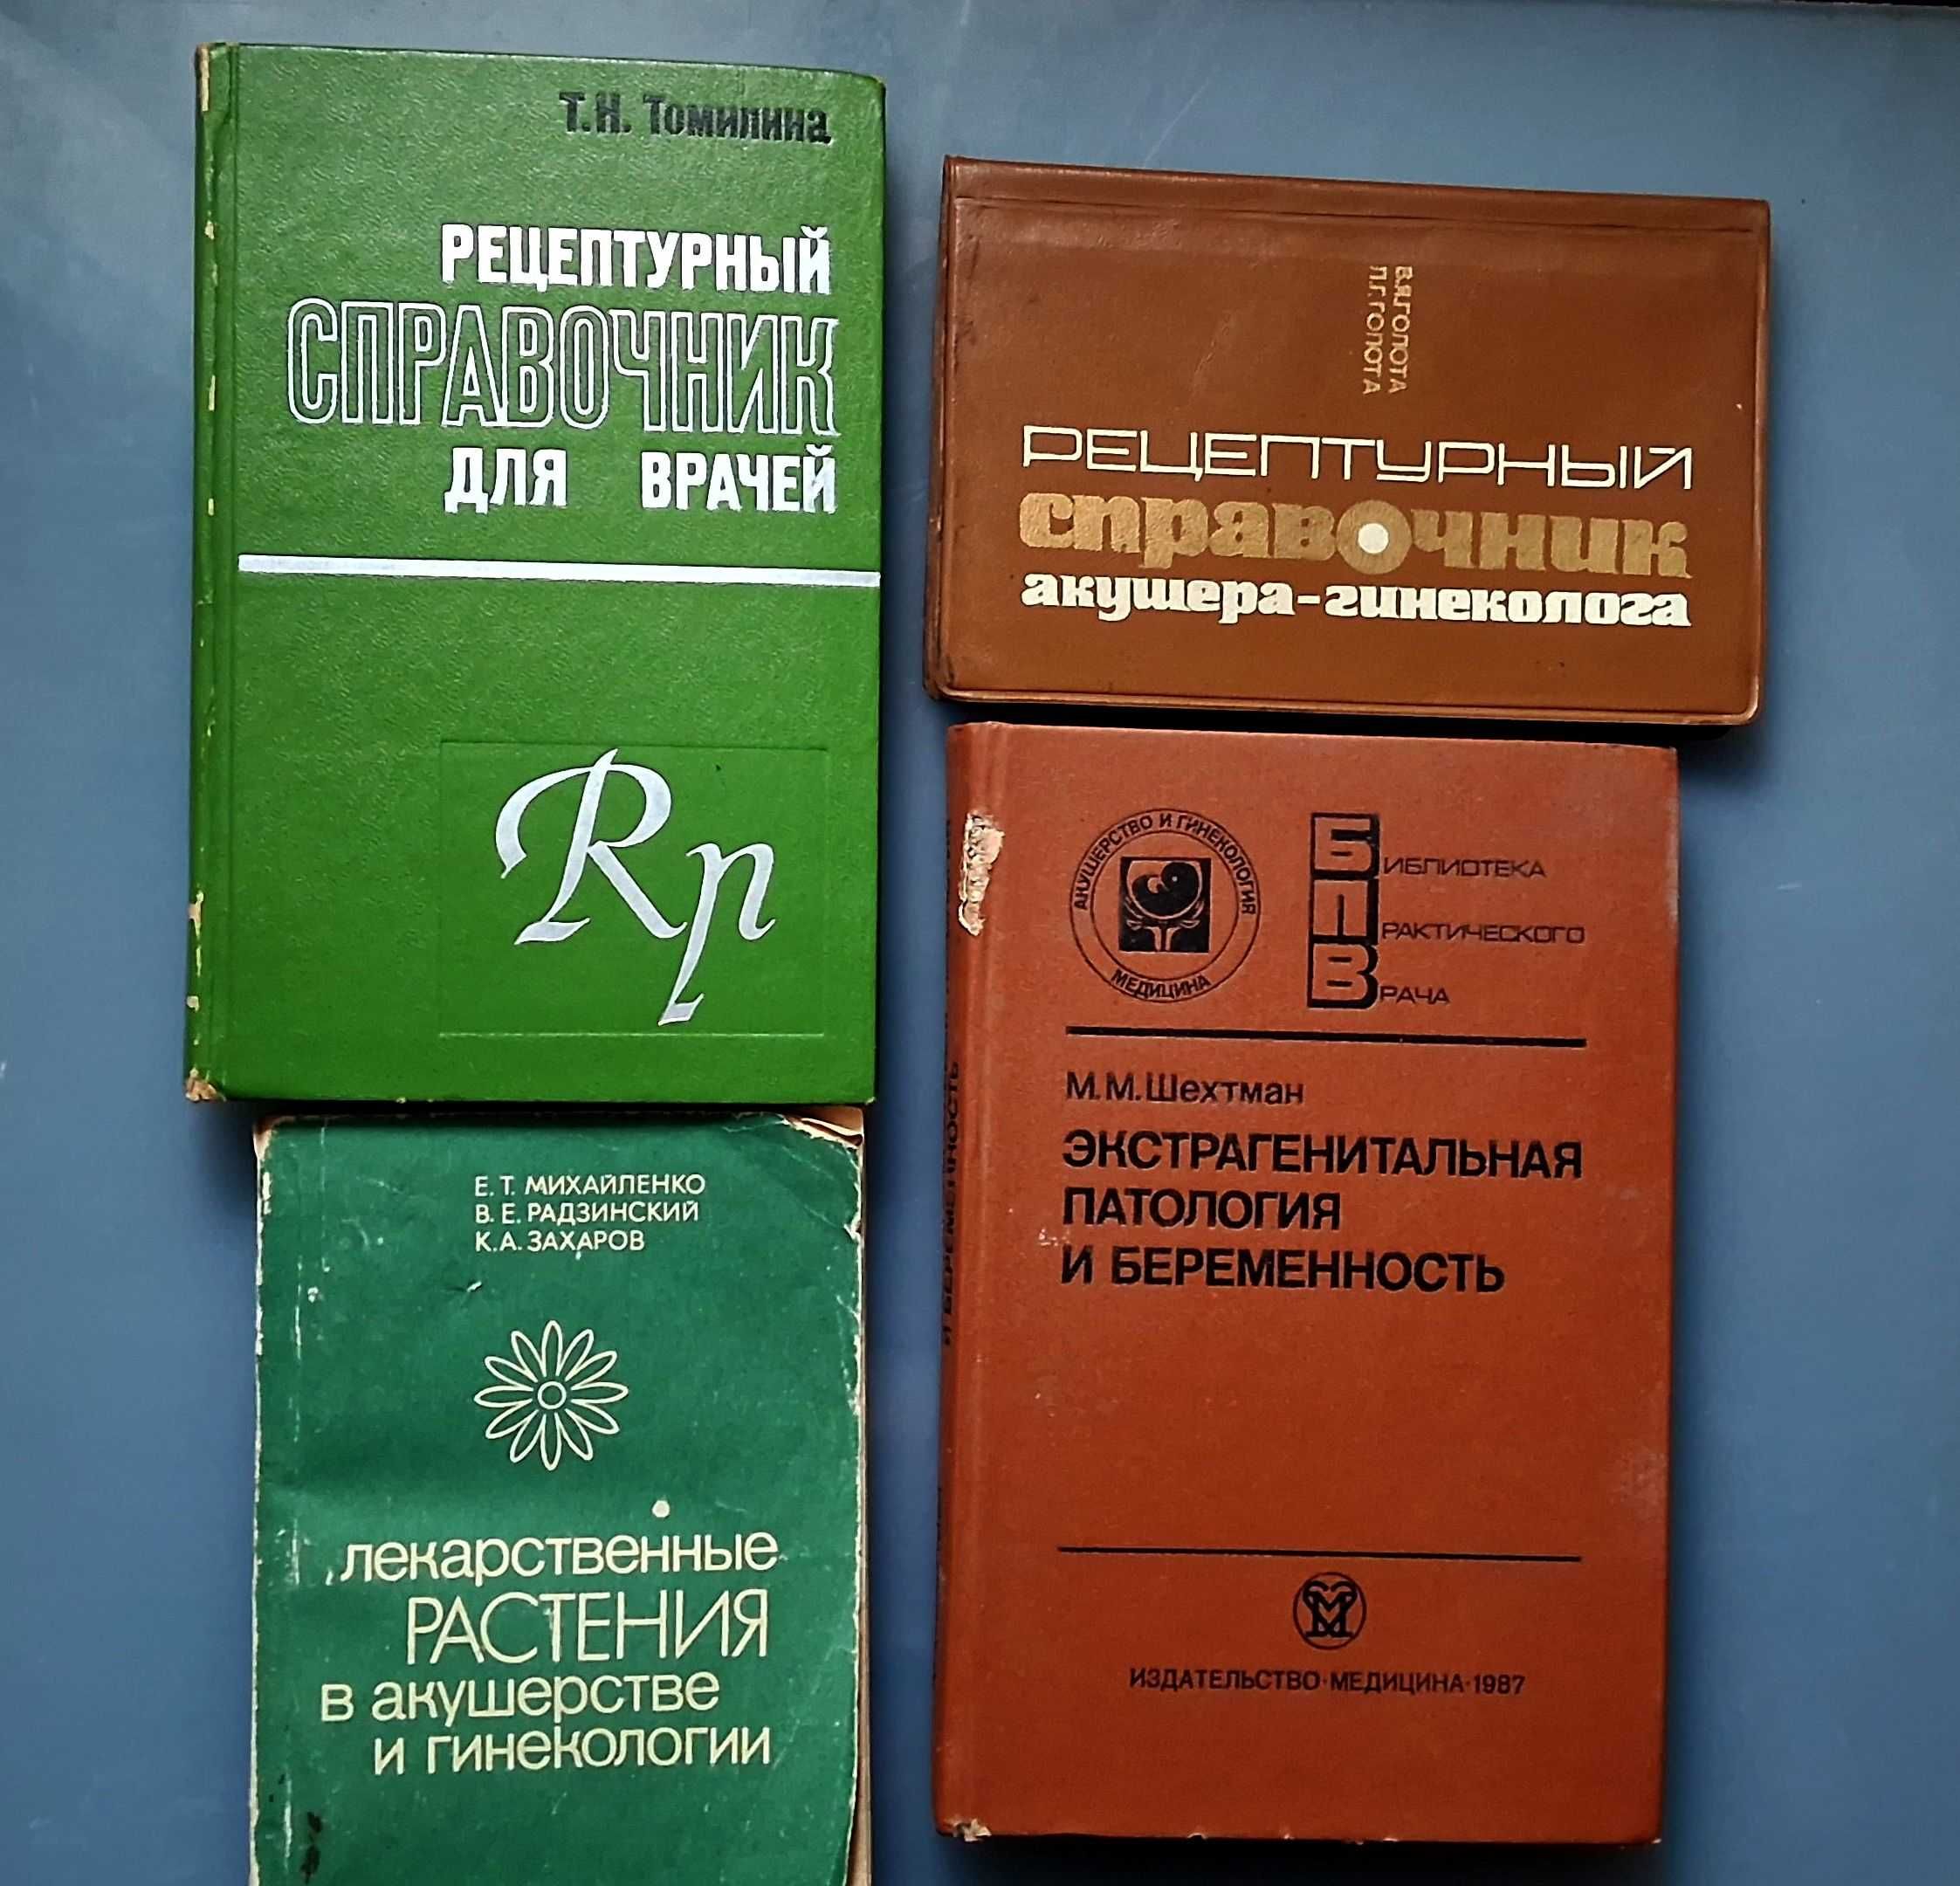 Т.Н. Томилина
РЕЦЕПТУРНЫЙ
СПРАВОЧНИК
ДЛЯ ВРАЧЕЙ
Rp
В.Я.ГОЛОТА
Л.Г.ГОЛОТА
РЕЦЕПТУРНЫЙ
справочник
акушера-гинеколога
Е. Т. МИХАЙЛЕНКО
В. Е. РАДЗИНСКИЙ
К. А. ЗАХАРОВ
лекарственные
РАСТЕНИЯ
в акушерстве
и гинекологии
АКУШЕРСТВО И ГИНЕКОЛОГИЯ
МЕДИЦИНА
БИБЛИОТЕКА
ПРАКТИЧЕСКОГО
ВРАЧА
М.М.Шехтман
ЭКСТРАГЕНИТАЛЬНАЯ
ПАТОЛОГИЯ
И БЕРЕМЕННОСТЬ
ИЗДАТЕЛЬСТВО·МЕДИЦИНА·1987
И БЕРЕМЕННОСТЬ